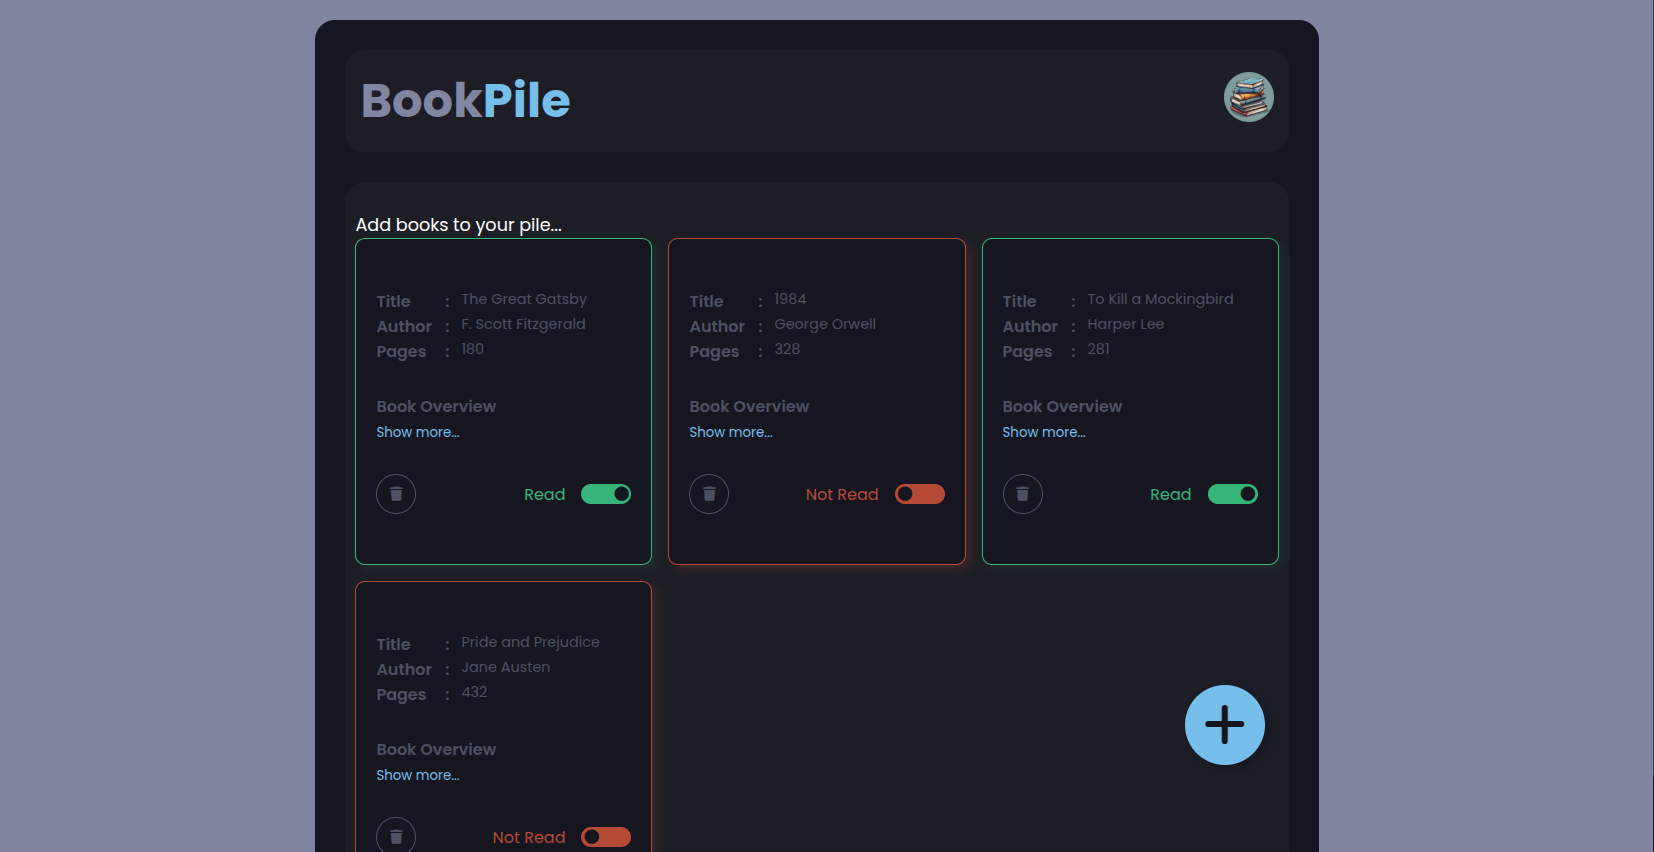 BookPile
Add books to your pile...
Title : The Great Gatsby
Author : F. Scott Fitzgerald
Pages : 180
Book Overview
Show more...
Read
Title : 1984
Author : George Orwell
Pages : 328
Book Overview
Show more...
Not Read
Title : To Kill a Mockingbird
Author : Harper Lee
Pages : 281
Book Overview
Show more...
Read
Title : Pride and Prejudice
Author : Jane Austen
Pages : 432
Book Overview
Show more...
Not Read